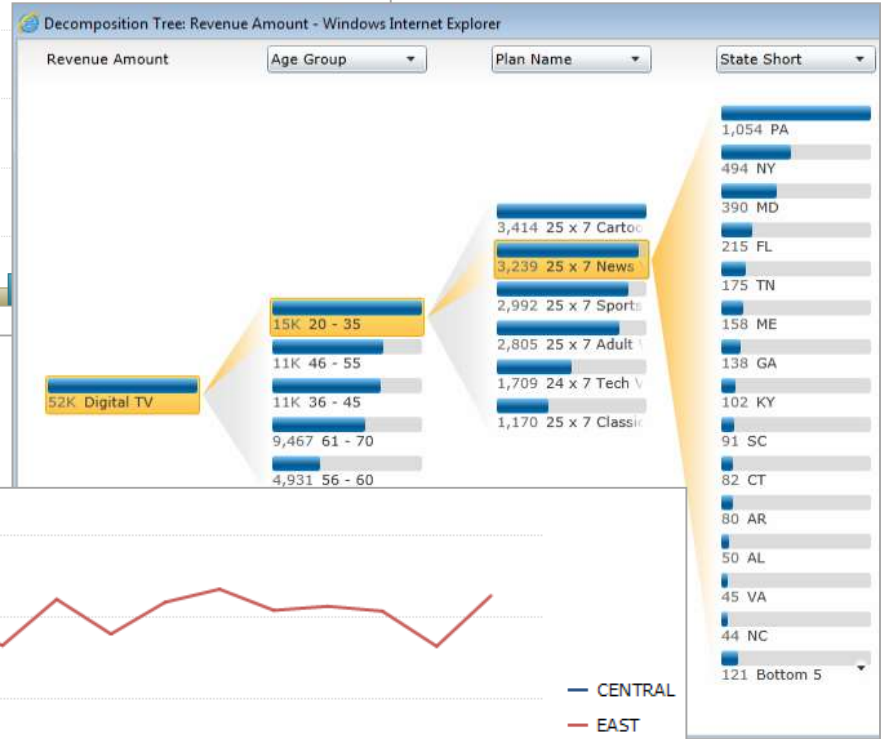 Decomposition Tree: Revenue Amount - Windows Internet Explorer
Revenue Amount
Age Group
Plan Name
State Short
52K Digital TV
15K 20 - 35
11K 46 - 55
11K 36 - 45
9,467 61 - 70
4,931 56 - 60
3,414 25 x 7 Cartoo
3,239 25 x 7 News
2,992 25 x 7 Sports
2,805 25 x 7 Adult
1,709 24 x 7 Tech
1,170 25 x 7 Classic
1,054 PA
494 NY
390 MD
215 FL
175 TN
158 ME
138 GA
102 KY
91 SC
82 CT
80 AR
50 AL
45 VA
44 NC
121 Bottom 5
CENTRAL
EAST